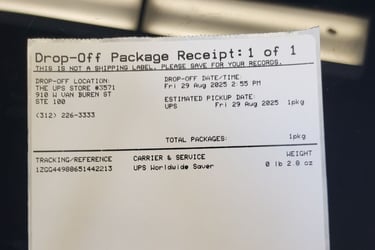 Drop-Off Package Receipt: 1 of 1
THIS IS NOT A SHIPPING LABEL. PLEASE SAVE FOR YOUR RECORDS.
DROP-OFF LOCATION:
THE UPS STORE #3571
910 W VAN BUREN ST
STE 100
(312) 226-3333
DROP-OFF DATE/TIME:
Fri 29 Aug 2025 2:55 PM
ESTIMATED PICKUP DATE:
UPS Fri 29 Aug 2025 1pkg
TOTAL PACKAGES: 1pkg
TRACKING/REFERENCE CARRIER & SERVICE WEIGHT
1ZGG44988651442213 UPS Worldwide Saver 0 lb 2.8 oz